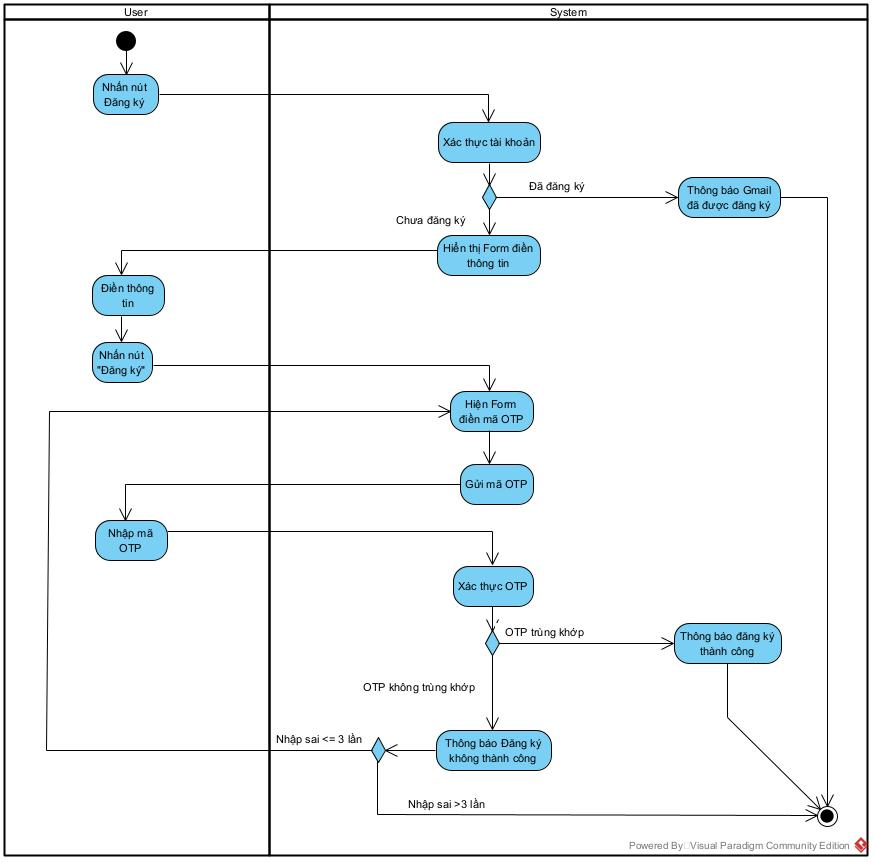 User
System
Nhấn nút
Đăng ký
Xác thực tài khoản
Đã đăng ký
Thông báo Gmail
đã được đăng ký
Chưa đăng ký
Hiển thị Form điền
thông tin
Điền thông
tin
Nhấn nút
"Đăng ký"
Hiện Form
điền mã OTP
Gửi mã OTP
Nhập mã
OTP
Xác thực OTP
OTP trùng khớp
Thông báo đăng ký
thành công
OTP không trùng khớp
Nhập sai <= 3 lần
Thông báo Đăng ký
không thành công
Nhập sai >3 lần
Powered By Visual Paradigm Community Edition